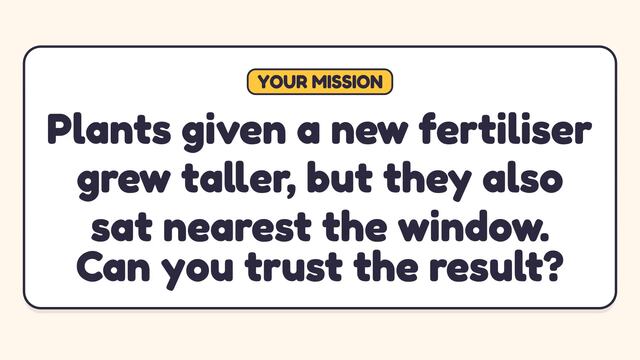 YOUR MISSION
Plants given a new fertiliser
grew taller, but they also
sat nearest the window.
Can you trust the result?